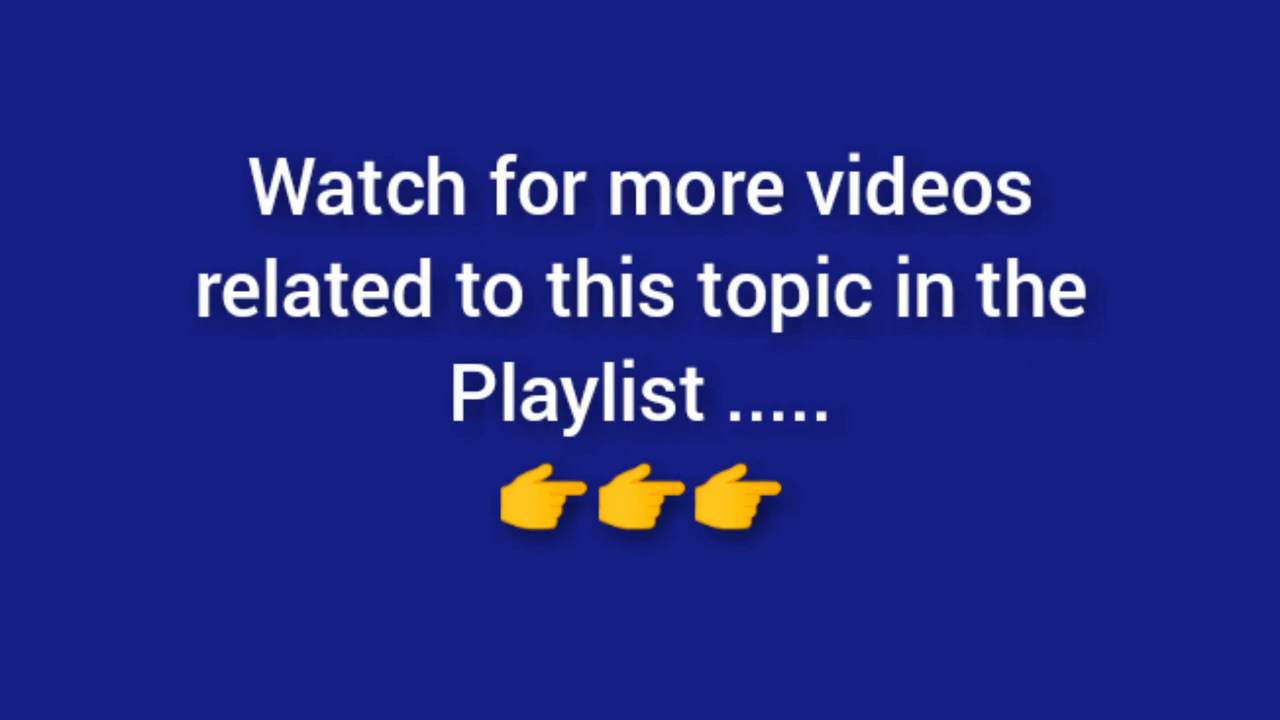 Watch for more videos
related to this topic in the
Playlist .....
👉👉👉